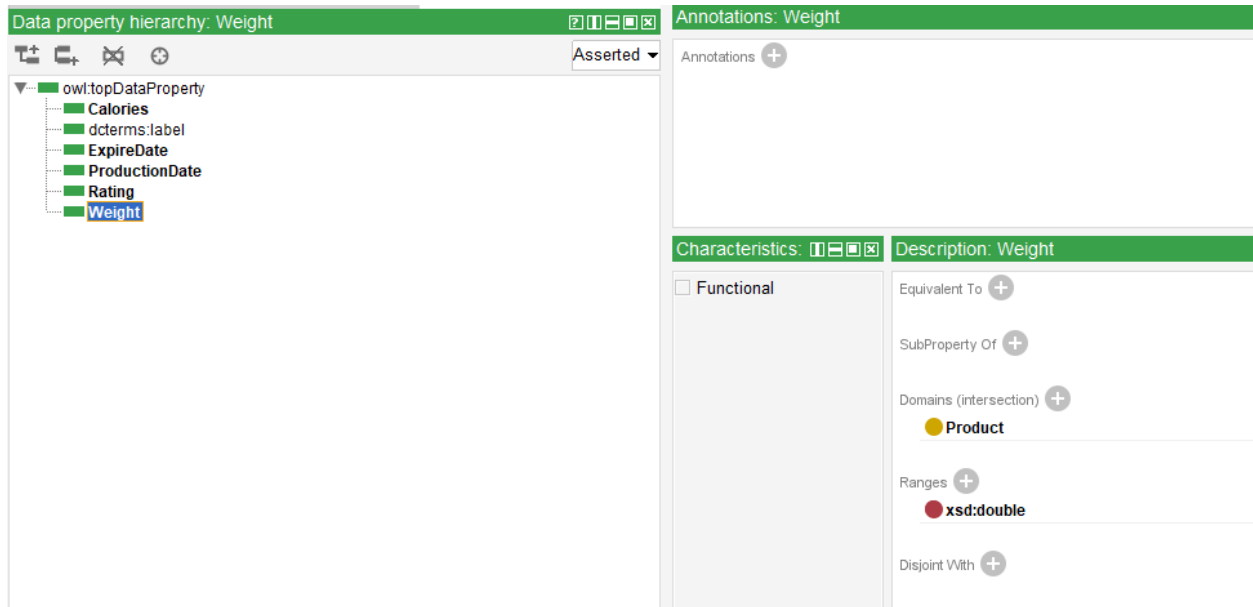 Data property hierarchy: Weight
Asserted
owl:topDataProperty
Calories
dcterms:label
ExpireDate
ProductionDate
Rating
Weight
Annotations: Weight
Annotations
Characteristics:
Functional
Description: Weight
Equivalent To
SubProperty Of
Domains (intersection)
Product
Ranges
xsd:double
Disjoint With